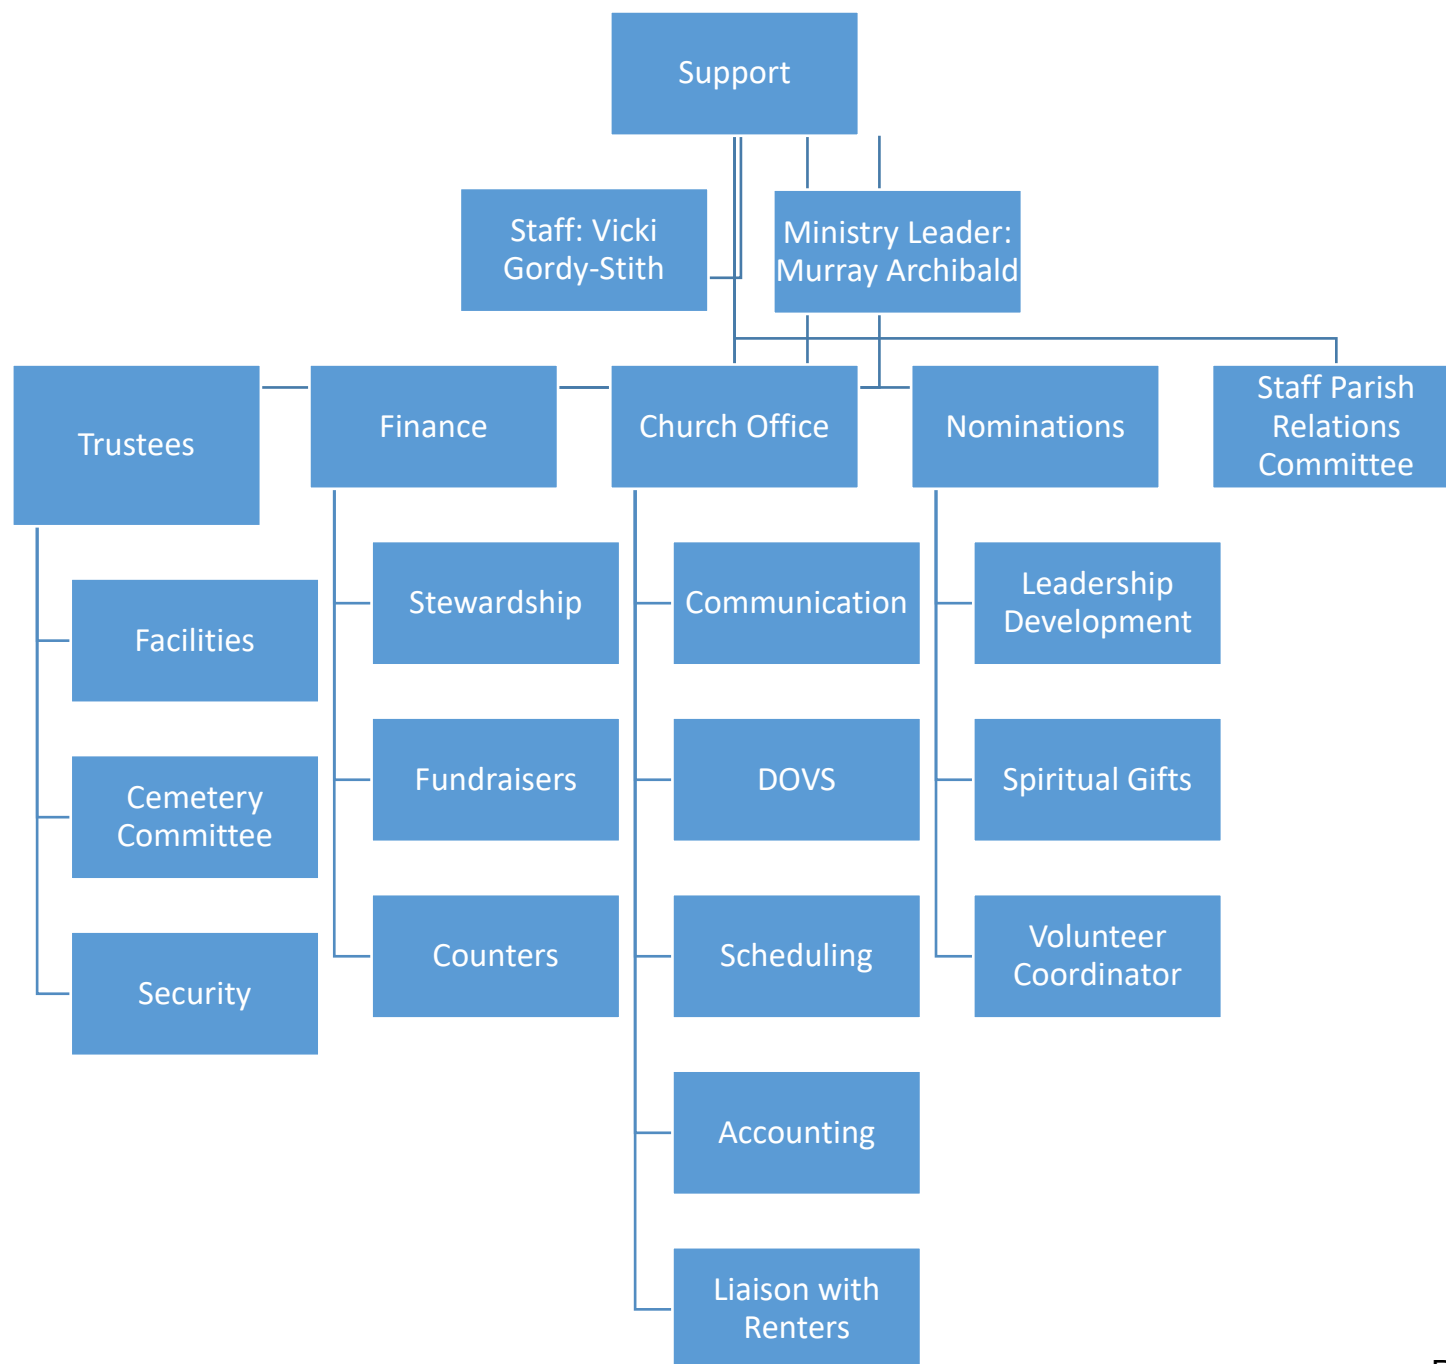 Support
Staff: Vicki
Gordy-Stith
Ministry Leader:
Murray Archibald
Trustees
Finance
Church Office
Nominations
Staff Parish
Relations
Committee
Facilities
Cemetery
Committee
Security
Stewardship
Fundraisers
Counters
Communication
DOVS
Scheduling
Accounting
Liaison with
Renters
Leadership
Development
Spiritual Gifts
Volunteer
Coordinator